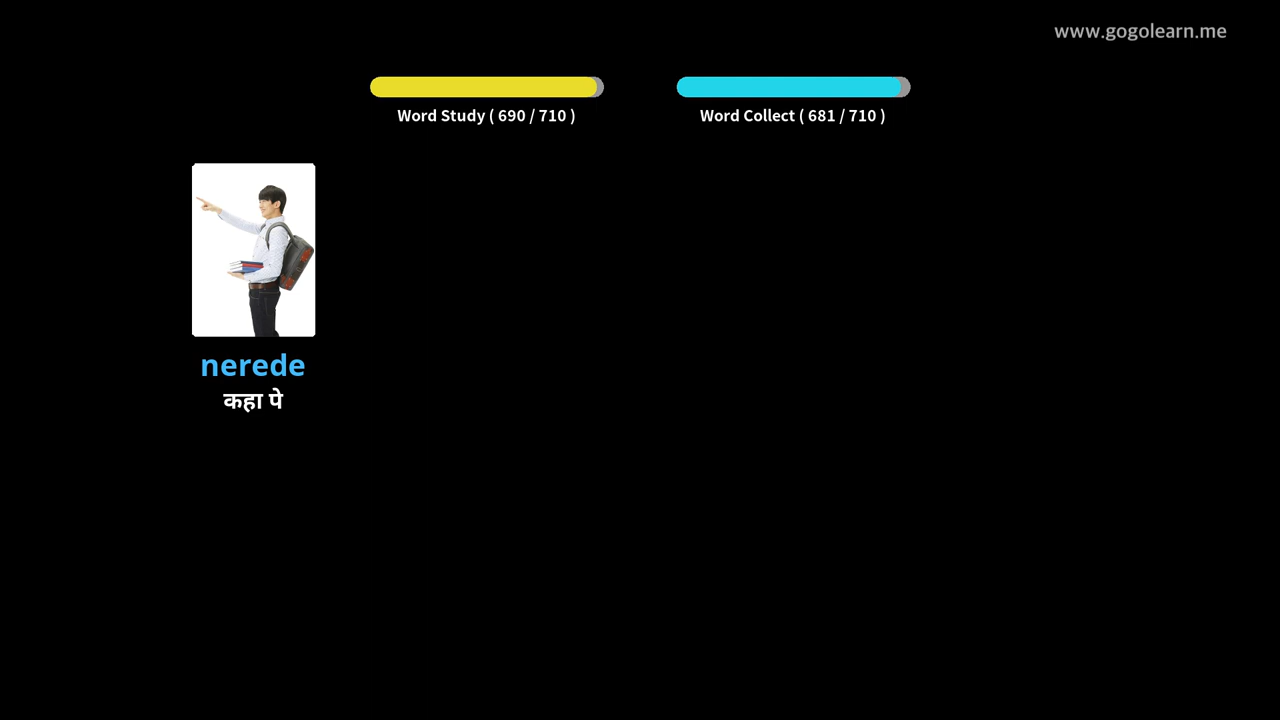 www.gogolearn.me
Word Study ( 690 / 710 )
Word Collect ( 681 / 710 )
nerede
कहा पे